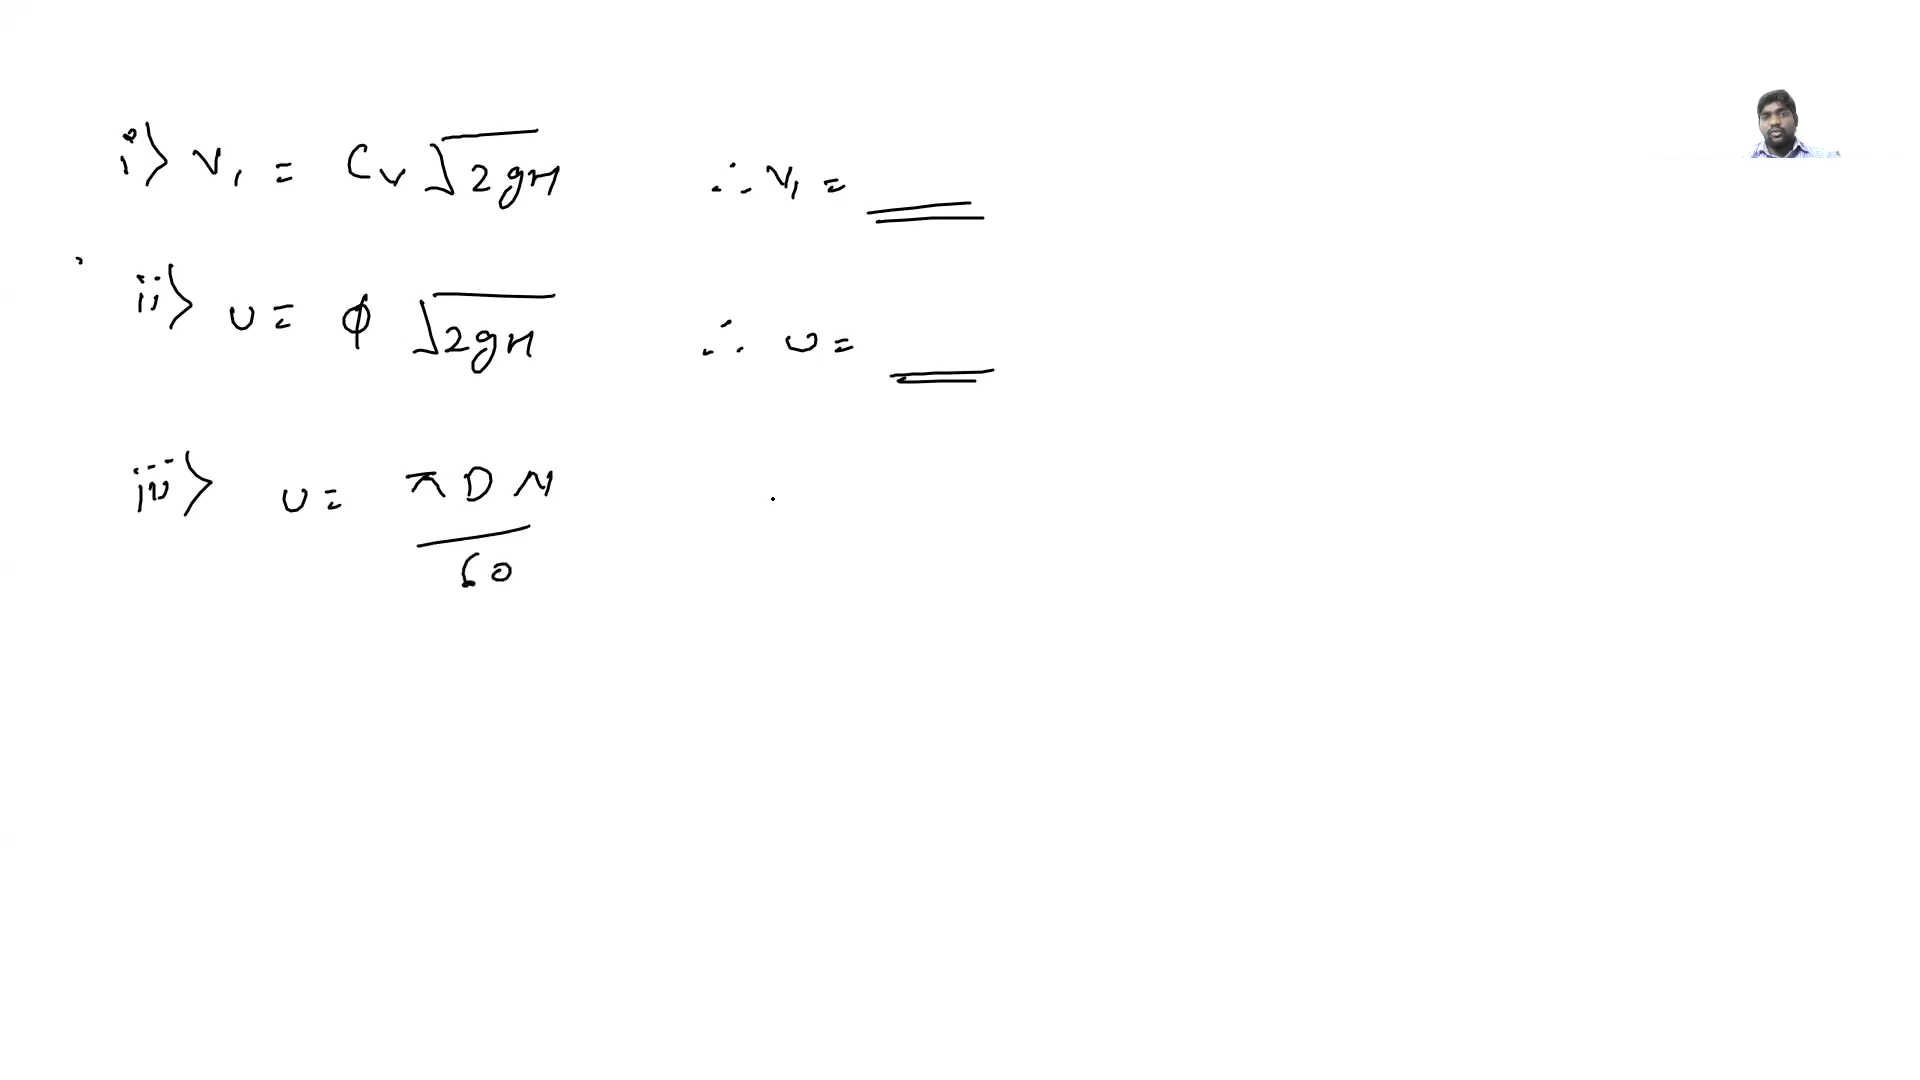 i) V₁ = Cv √2gH ∴ V₁ =
ii) u = ϕ √2gH ∴ u =
iii) u = πDN / 60